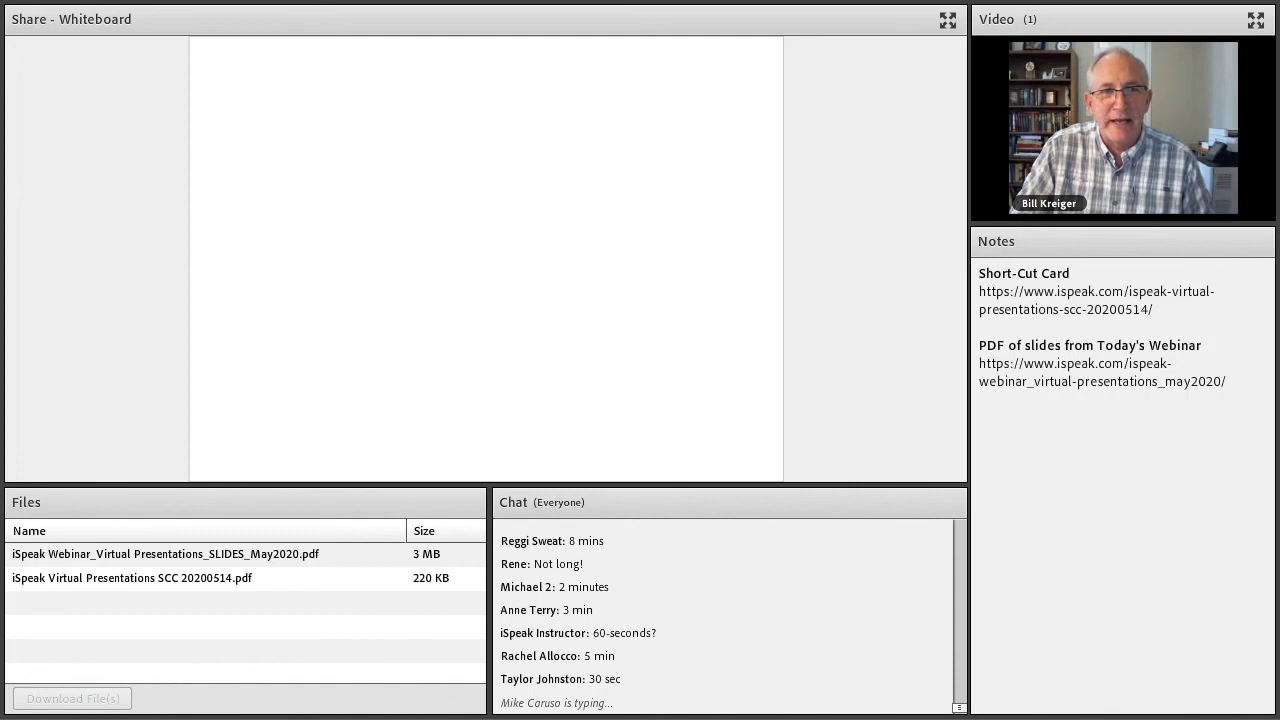 Share - Whiteboard
Video (1)
Bill Kreiger
Notes
Short-Cut Card
https://www.ispeak.com/ispeak-virtual-
presentations-scc-20200514/
PDF of slides from Today's Webinar
https://www.ispeak.com/ispeak-
webinar_virtual-presentations_may2020/
Files
Name Size
iSpeak Webinar_Virtual Presentations_SLIDES_May2020.pdf 3 MB
iSpeak Virtual Presentations SCC 20200514.pdf 220 KB
Download File(s)
Chat (Everyone)
Reggi Sweat: 8 mins
Rene: Not long!
Michael 2: 2 minutes
Anne Terry: 3 min
iSpeak Instructor: 60-seconds?
Rachel Allocco: 5 min
Taylor Johnston: 30 sec
Mike Caruso is typing...